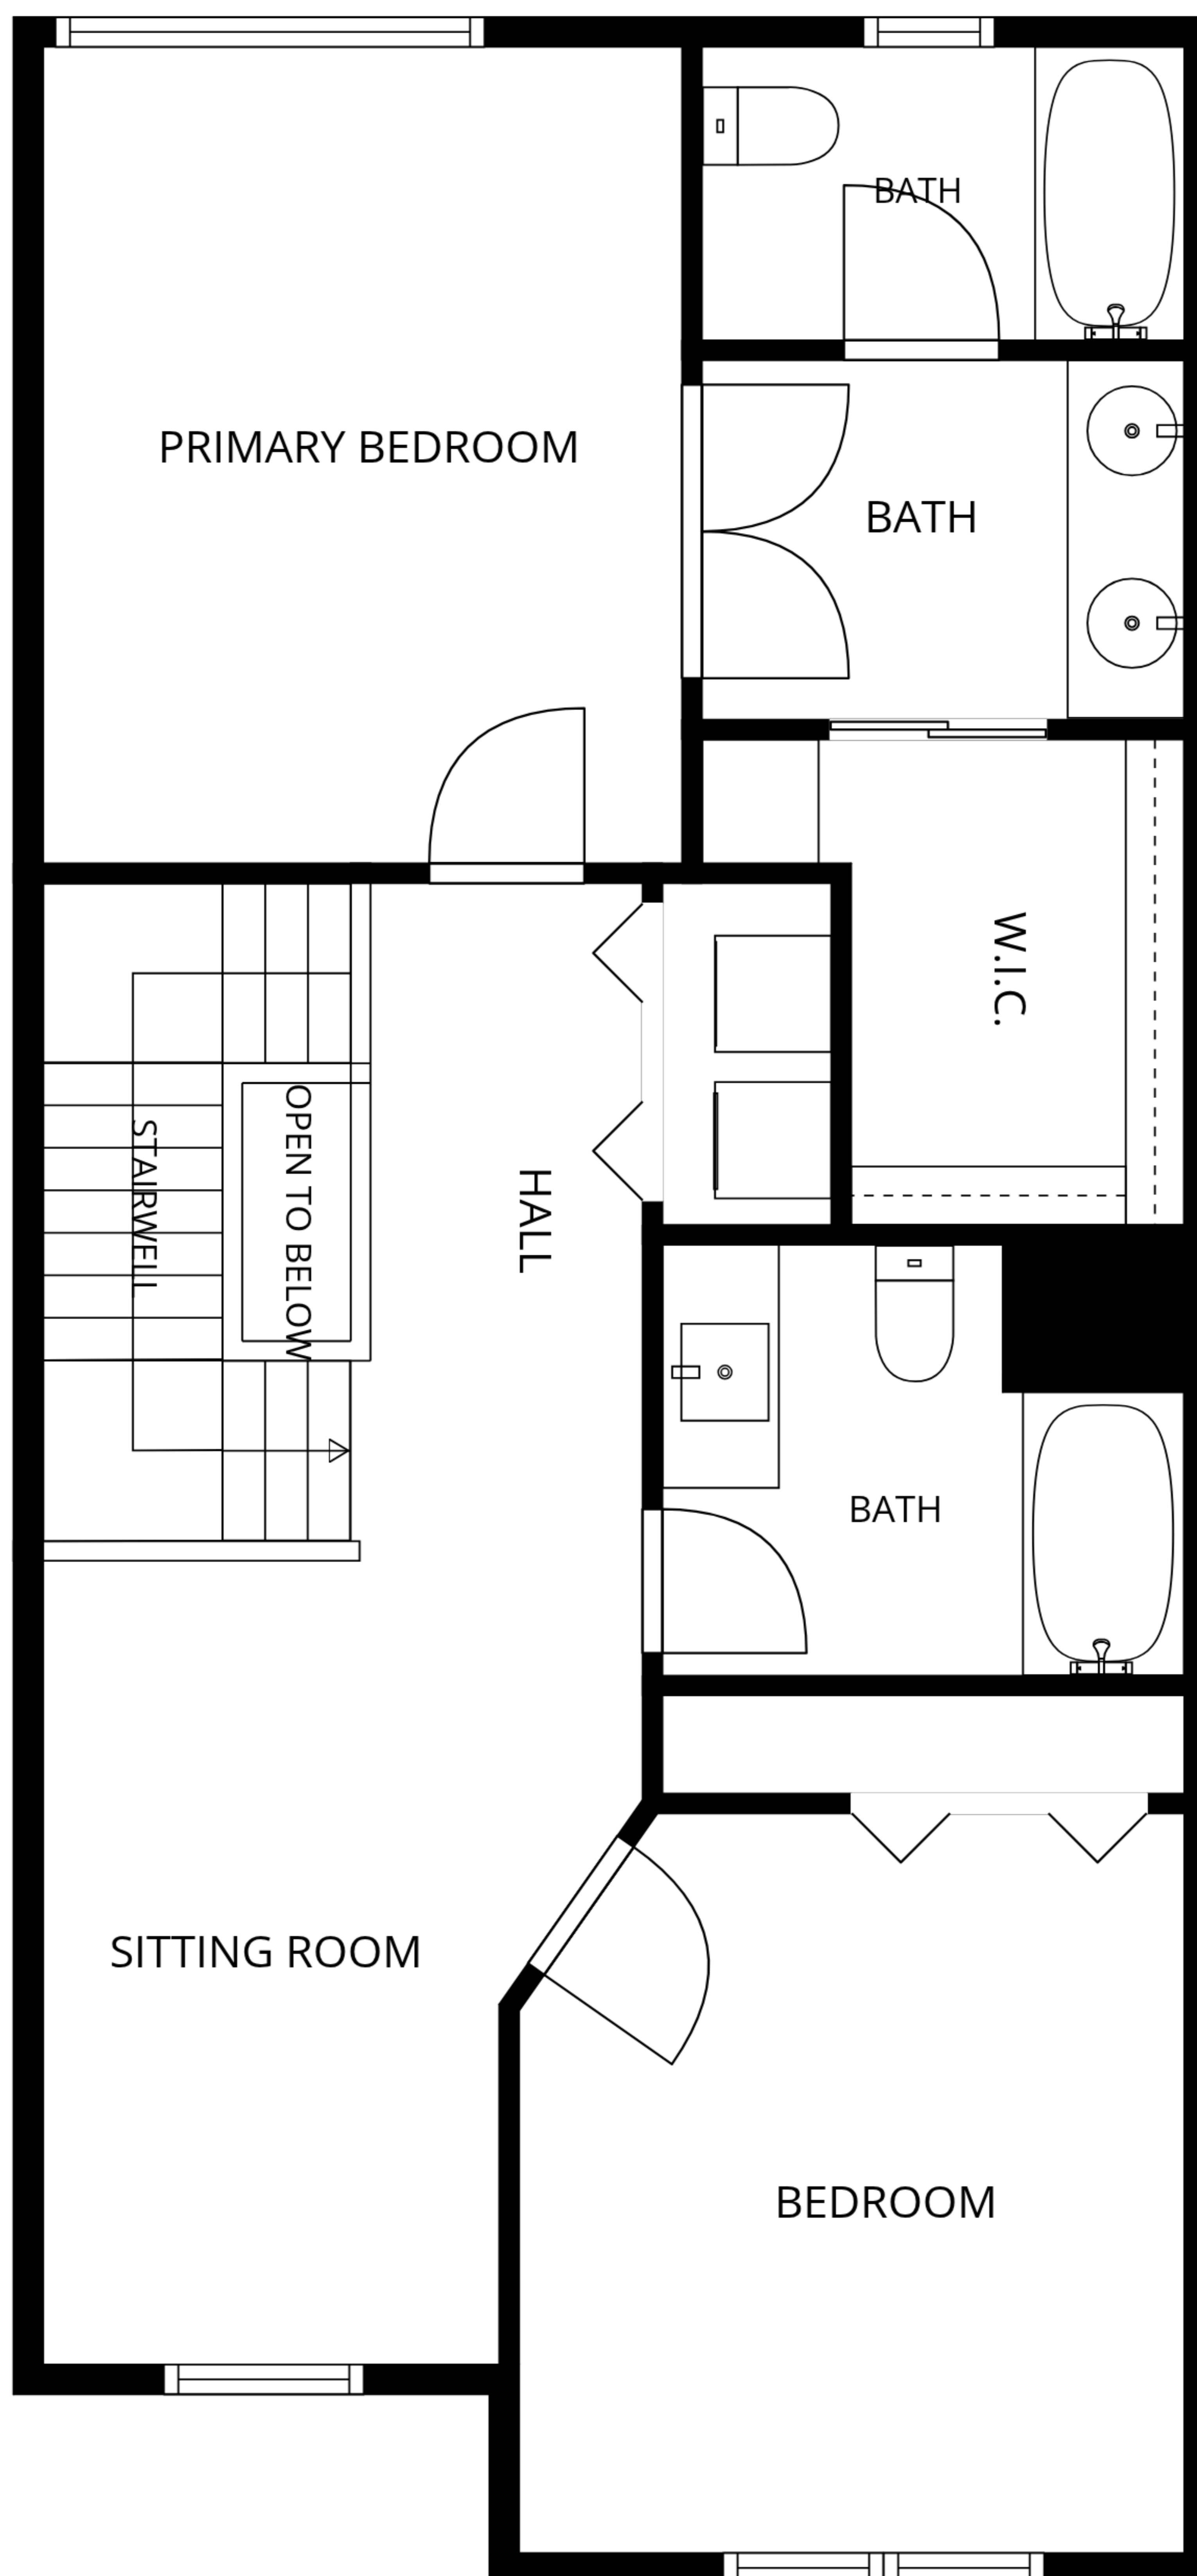 BATH
PRIMARY BEDROOM
BATH
W.I.C.
STAIRWELL
OPEN TO BELOW
HALL
BATH
SITTING ROOM
BEDROOM